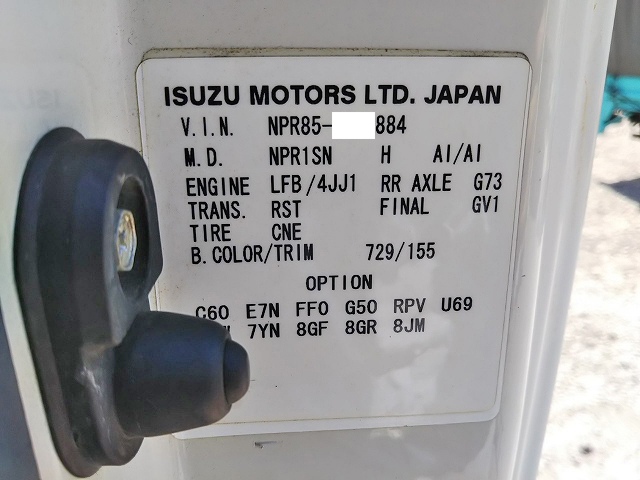 ISUZU MOTORS LTD. JAPAN
V.I.N. NPR85- 884
M.D. NPR1SN H AI/AI
ENGINE LFB/4JJ1 RR AXLE G73
TRANS. RST FINAL GV1
TIRE CNE
B.COLOR/TRIM 729/155
OPTION
C60 E7N FF0 G50 RPV U69
7YN 8GF 8GR 8JM